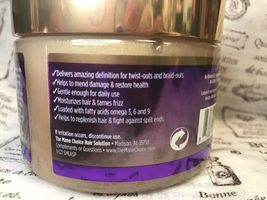 ✓Delivers amazing definition for twist-outs and braid-outs
✓Helps to mend damage & restore health
✓Gentle enough for daily use
✓Moisturizes hair & tames frizz
✓Loaded with fatty acids omega 3, 6 and 9
✓Helps to replenish hair & fight against split ends.
If irritation occurs, discontinue use.
The Mane Choice Hair Solution • Madison, AL 35758
Compliments or Questions • www.TheManeChoice.com
Bonne